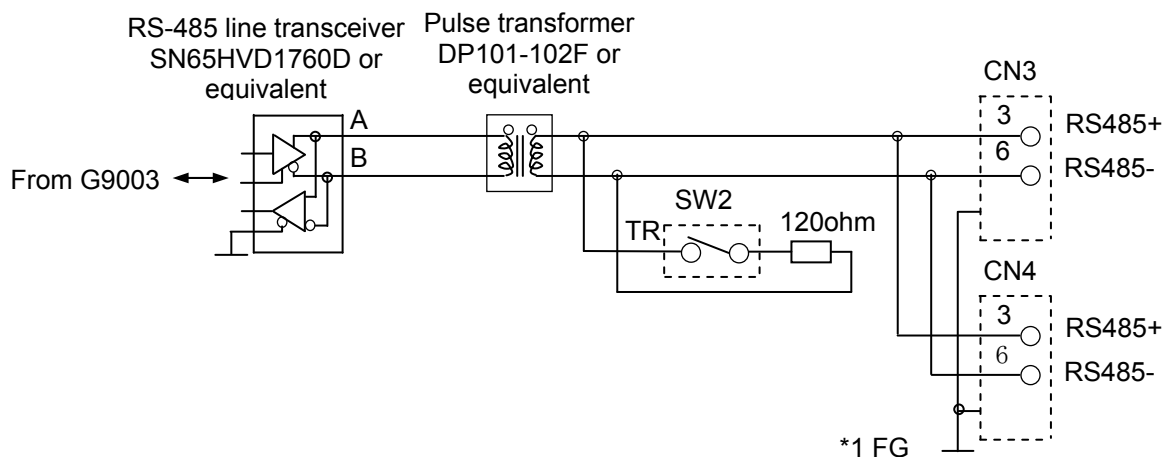 RS-485 line transceiver
SN65HVD1760D or
equivalent
Pulse transformer
DP101-102F or
equivalent
CN3
A
3
RS485+
B
6
RS485-
From G9003
SW2
TR
120ohm
CN4
3
RS485+
6
RS485-
*1 FG